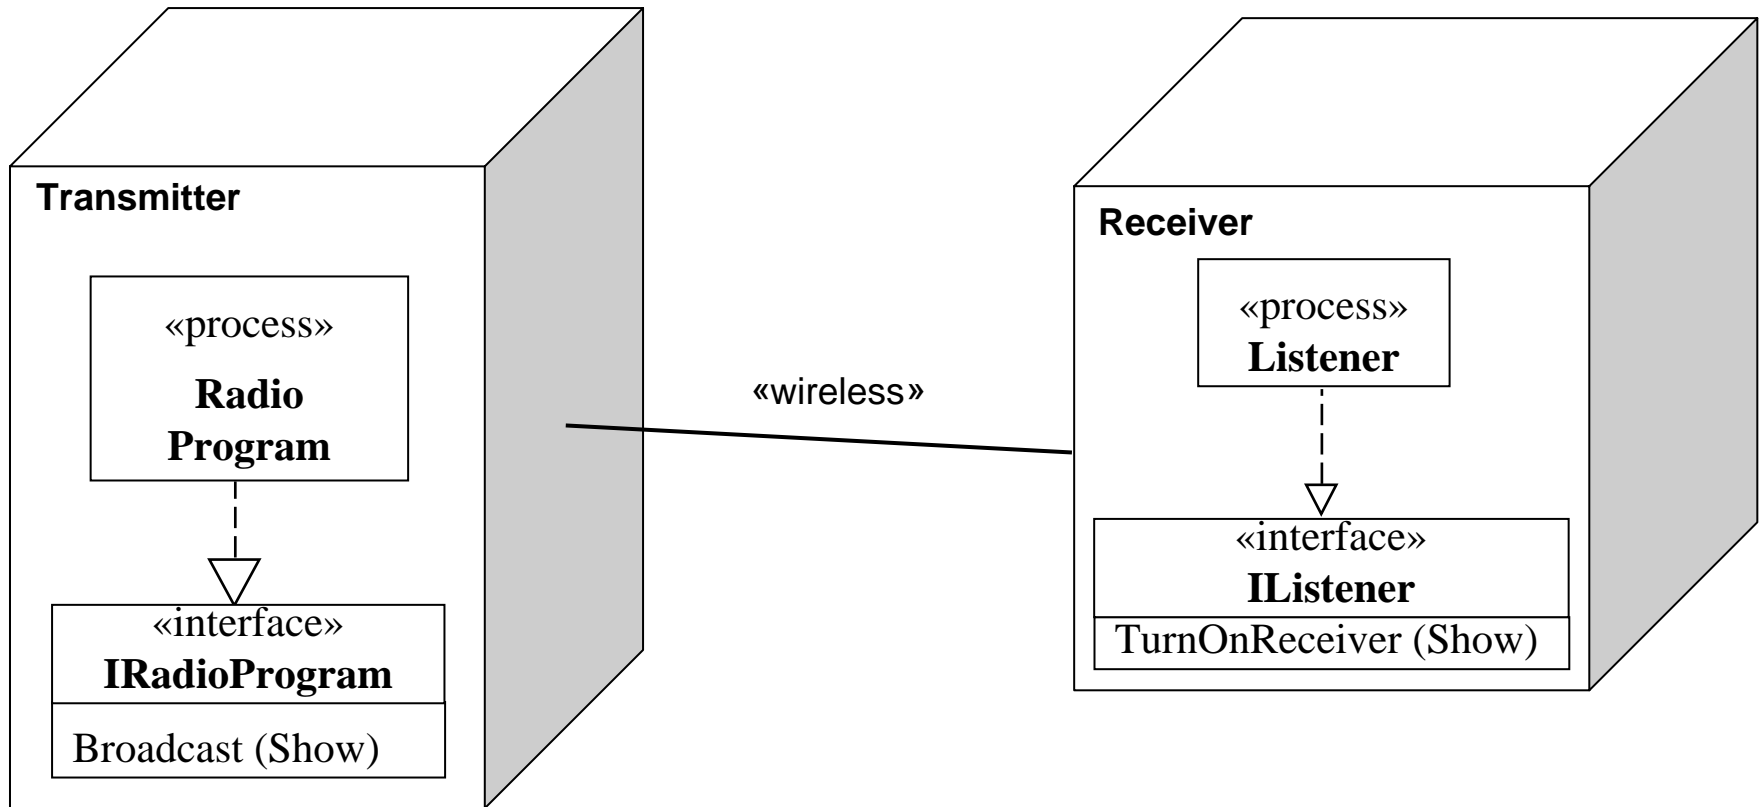 Transmitter
«process»
Radio
Program
«interface»
IRadioProgram
Broadcast (Show)
«wireless»
Receiver
«process»
Listener
«interface»
IListener
TurnOnReceiver (Show)